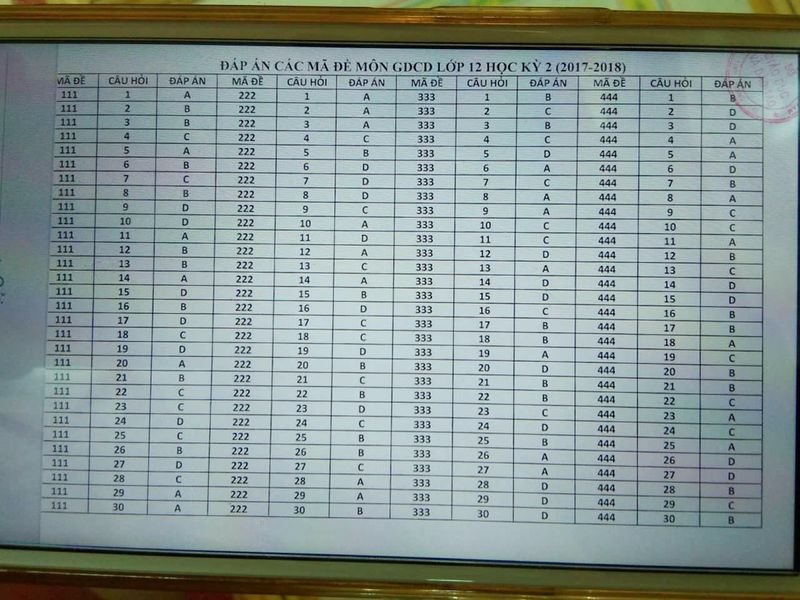 ĐÁP ÁN CÁC MÃ ĐỀ MÔN GDCD LỚP 12 HỌC KỲ 2 (2017-2018)
MÃ ĐỀ CÂU HỎI ĐÁP ÁN MÃ ĐỀ CÂU HỎI ĐÁP ÁN MÃ ĐỀ CÂU HỎI ĐÁP ÁN MÃ ĐỀ CÂU HỎI ĐÁP ÁN
111 1 A 222 1 A 333 1 B 444 1 B
111 2 B 222 2 A 333 2 C 444 2 D
111 3 B 222 3 A 333 3 B 444 3 D
111 4 C 222 4 C 333 4 C 444 4 A
111 5 A 222 5 B 333 5 D 444 5 A
111 6 B 222 6 D 333 6 A 444 6 D
111 7 C 222 7 D 333 7 C 444 7 B
111 8 B 222 8 D 333 8 A 444 8 A
111 9 D 222 9 C 333 9 A 444 9 C
111 10 D 222 10 A 333 10 C 444 10 C
111 11 A 222 11 D 333 11 C 444 11 A
111 12 B 222 12 A 333 12 D 444 12 B
111 13 B 222 13 C 333 13 A 444 13 C
111 14 A 222 14 A 333 14 D 444 14 D
111 15 D 222 15 B 333 15 D 444 15 D
111 16 B 222 16 D 333 16 C 444 16 B
111 17 D 222 17 C 333 17 B 444 17 B
111 18 C 222 18 C 333 18 B 444 18 A
111 19 D 222 19 D 333 19 A 444 19 C
111 20 A 222 20 B 333 20 D 444 20 B
111 21 B 222 21 C 333 21 B 444 21 B
111 22 C 222 22 B 333 22 B 444 22 C
111 23 C 222 23 D 333 23 C 444 23 A
111 24 D 222 24 C 333 24 D 444 24 C
111 25 C 222 25 B 333 25 B 444 25 A
111 26 B 222 26 B 333 26 A 444 26 D
111 27 D 222 27 C 333 27 A 444 27 D
111 28 C 222 28 A 333 28 D 444 28 B
111 29 A 222 29 A 333 29 D 444 29 C
111 30 A 222 30 B 333 30 D 444 30 B